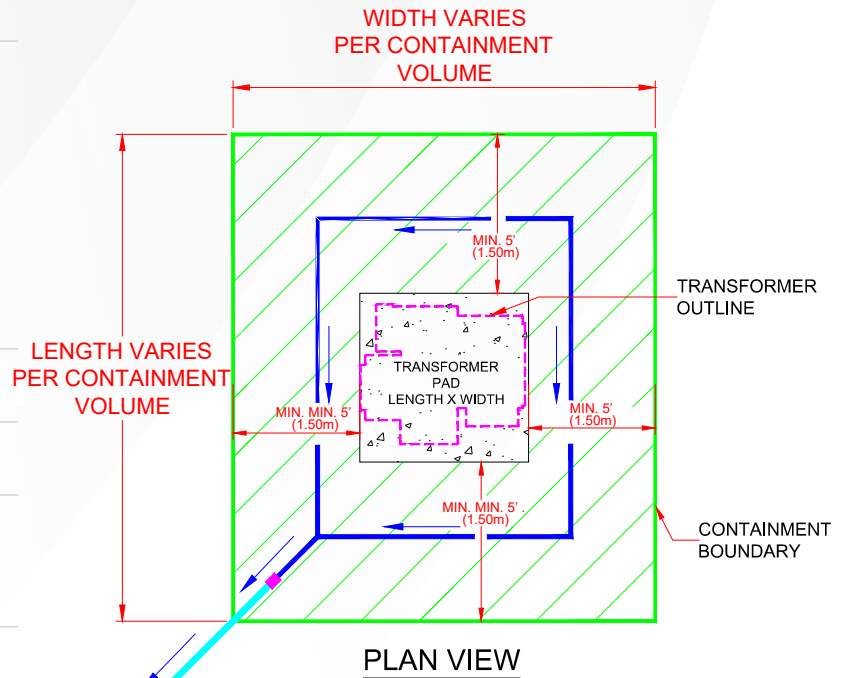 WIDTH VARIES
PER CONTAINMENT
VOLUME
MIN. 5'
(1.50m)
TRANSFORMER
OUTLINE
LENGTH VARIES
PER CONTAINMENT
VOLUME
TRANSFORMER
PAD
LENGTH X WIDTH
MIN. MIN. 5'
(1.50m)
MIN. 5'
(1.50m)
MIN. MIN. 5'
(1.50m)
CONTAINMENT
BOUNDARY
PLAN VIEW